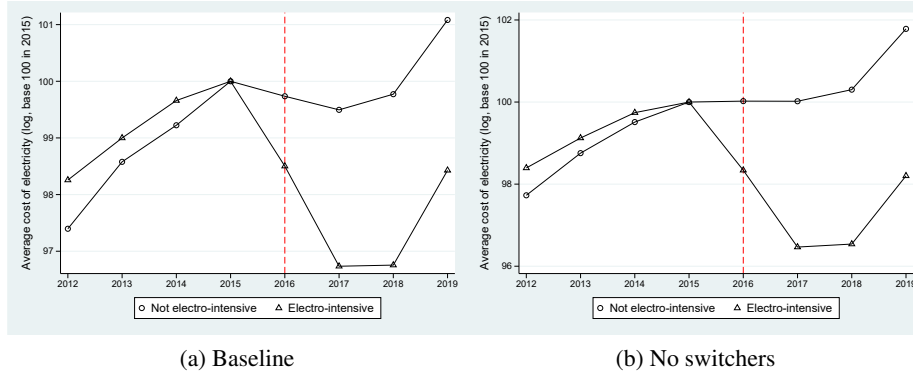 Average cost of electricity (log, base 100 in 2015)
101
100
99
98
97
2012 2013 2014 2015 2016 2017 2018 2019
Not electro-intensive Electro-intensive
(a) Baseline
Average cost of electricity (log, base 100 in 2015)
102
100
98
96
2012 2013 2014 2015 2016 2017 2018 2019
Not electro-intensive Electro-intensive
(b) No switchers